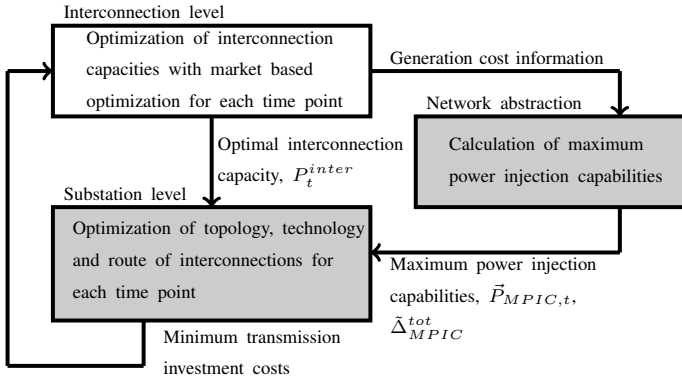 Interconnection level
Optimization of interconnection
capacities with market based
optimization for each time point
Generation cost information
Network abstraction
Calculation of maximum
power injection capabilities
Optimal interconnection
capacity, $P_t^{inter}$
Substation level
Optimization of topology, technology
and route of interconnections for
each time point
Maximum power injection
capabilities, $\vec{P}_{MPIC,t}$,
$\tilde{\Delta}_{MPIC}^{tot}$
Minimum transmission
investment costs